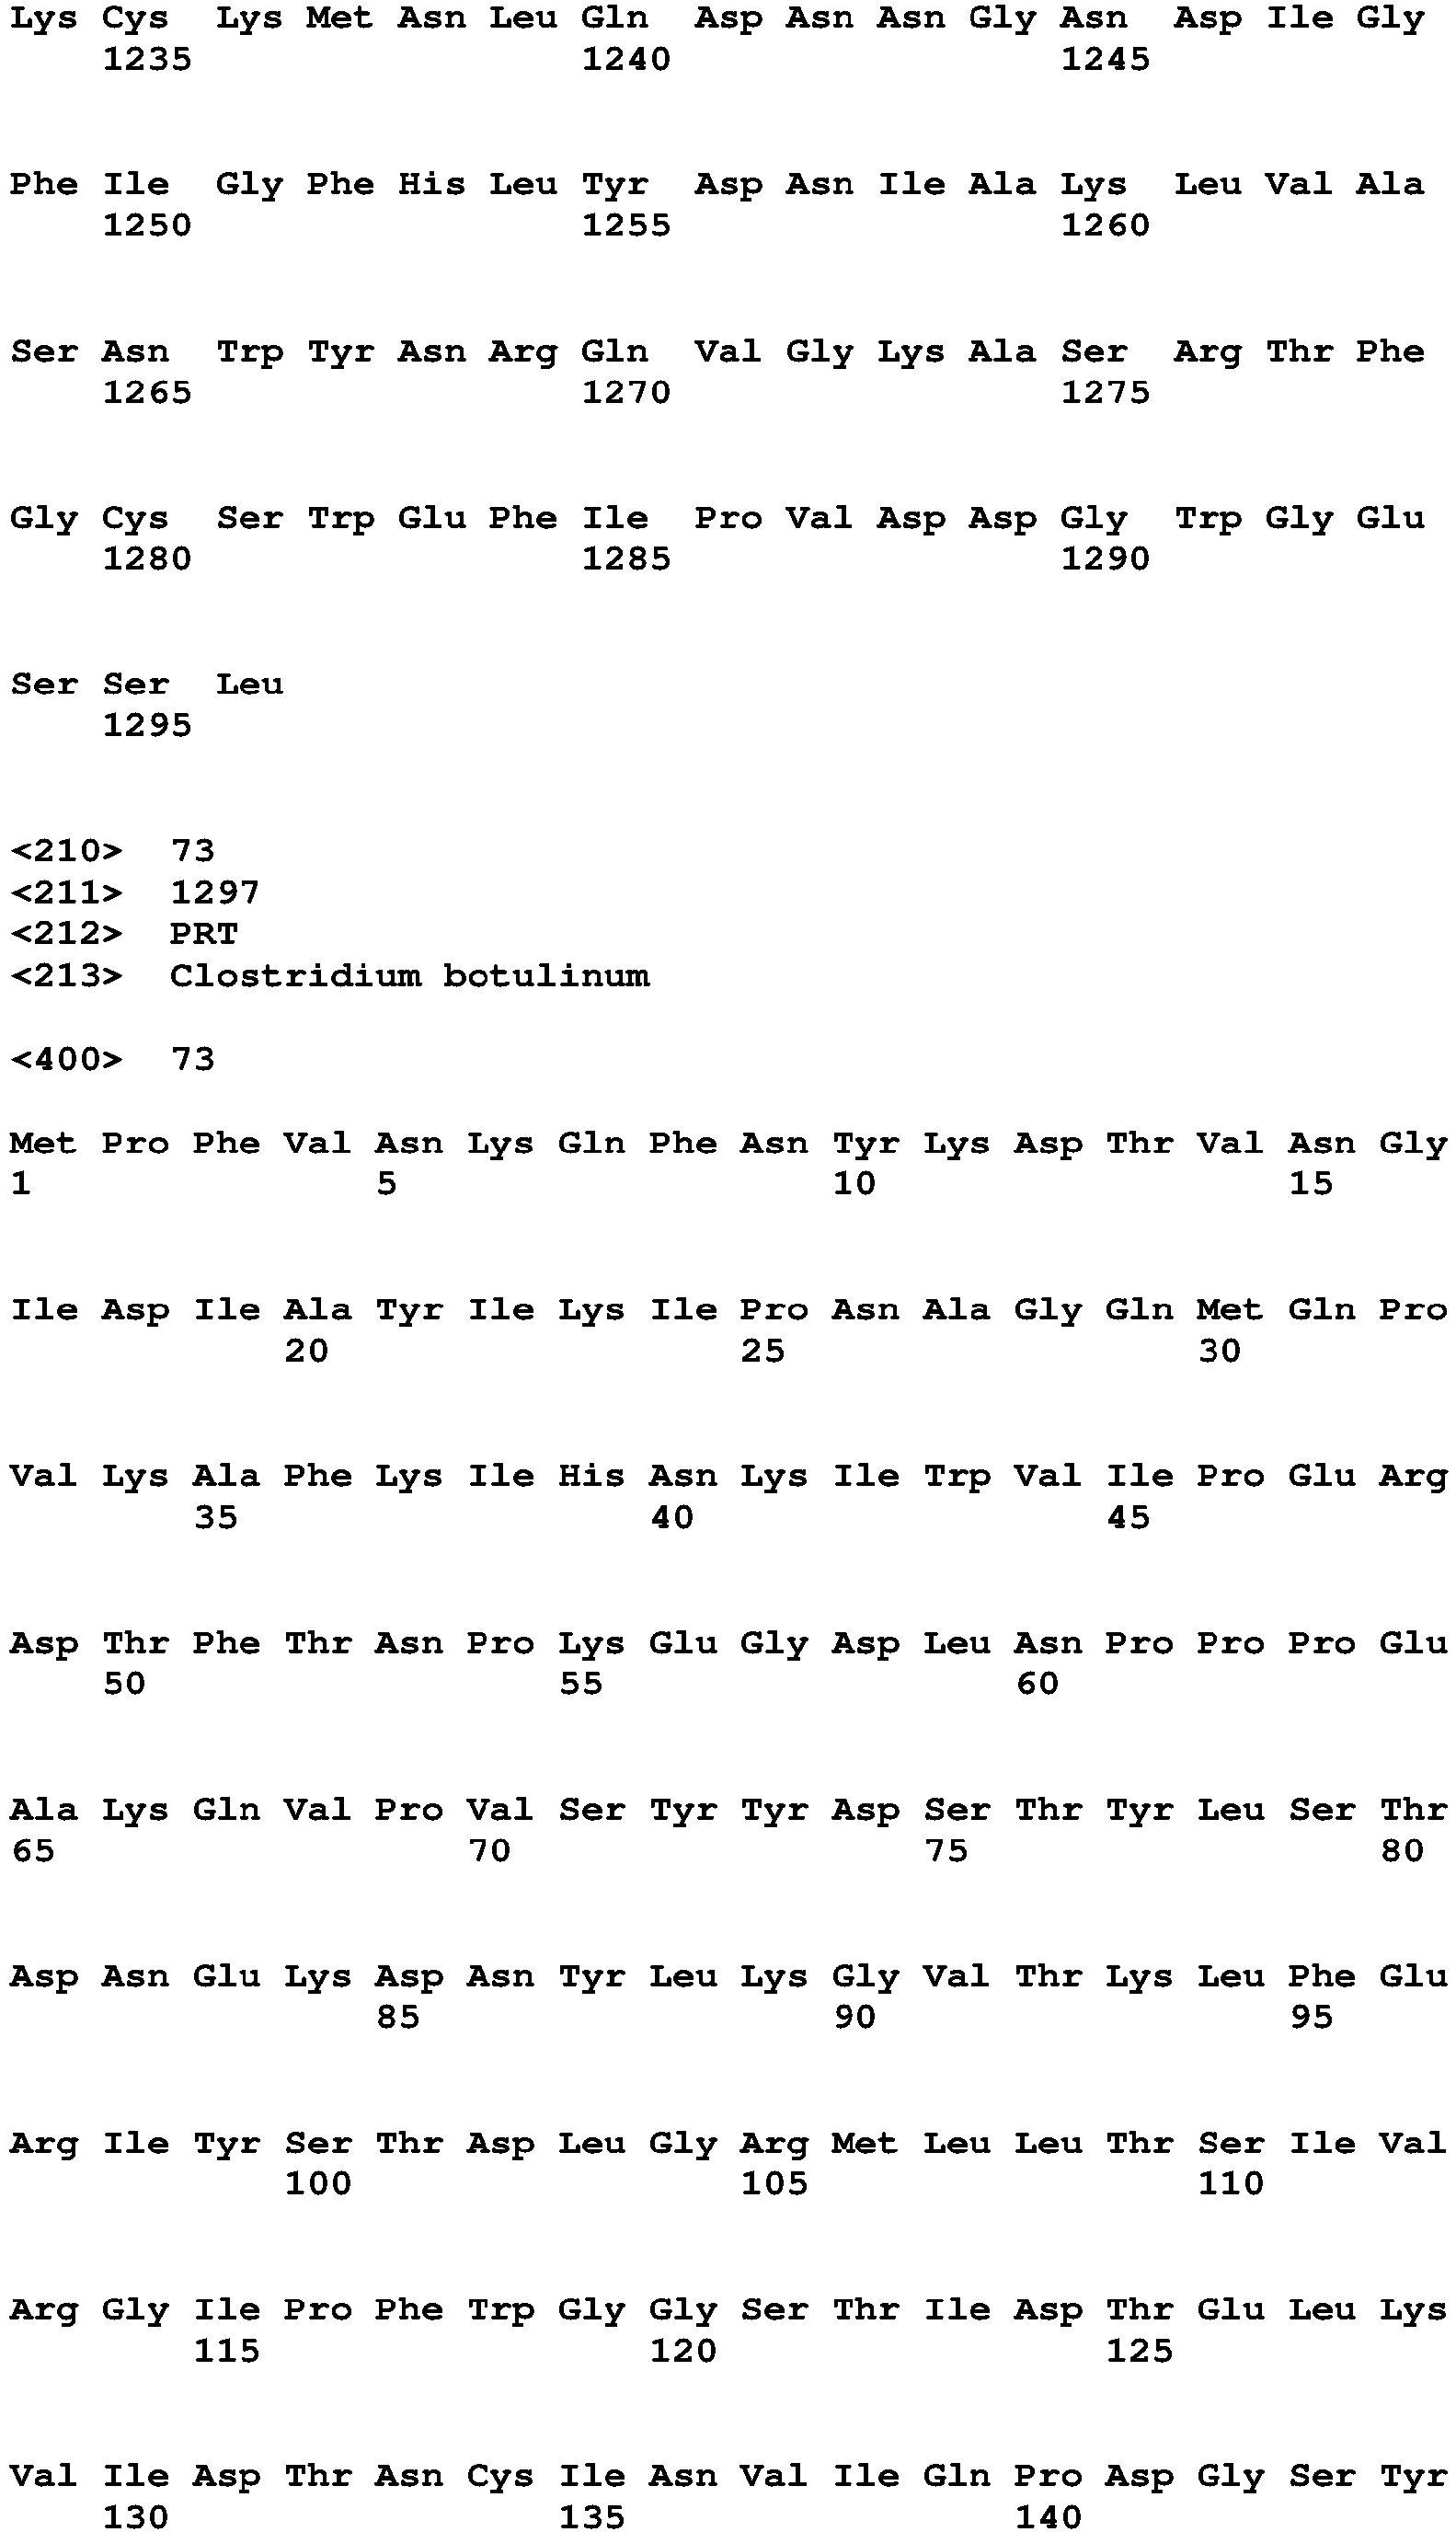 Lys Cys Lys Met Asn Leu Gln Asp Asn Asn Gly Asn Asp Ile Gly
1235 1240 1245
Phe Ile Gly Phe His Leu Tyr Asp Asn Ile Ala Lys Leu Val Ala
1250 1255 1260
Ser Asn Trp Tyr Asn Arg Gln Val Gly Lys Ala Ser Arg Thr Phe
1265 1270 1275
Gly Cys Ser Trp Glu Phe Ile Pro Val Asp Asp Gly Trp Gly Glu
1280 1285 1290
Ser Ser Leu
1295
<210> 73
<211> 1297
<212> PRT
<213> Clostridium botulinum
<400> 73
Met Pro Phe Val Asn Lys Gln Phe Asn Tyr Lys Asp Thr Val Asn Gly
1 5 10 15
Ile Asp Ile Ala Tyr Ile Lys Ile Pro Asn Ala Gly Gln Met Gln Pro
20 25 30
Val Lys Ala Phe Lys Ile His Asn Lys Ile Trp Val Ile Pro Glu Arg
35 40 45
Asp Thr Phe Thr Asn Pro Lys Glu Gly Asp Leu Asn Pro Pro Pro Glu
50 55 60
Ala Lys Gln Val Pro Val Ser Tyr Tyr Asp Ser Thr Tyr Leu Ser Thr
65 70 75 80
Asp Asn Glu Lys Asp Asn Tyr Leu Lys Gly Val Thr Lys Leu Phe Glu
85 90 95
Arg Ile Tyr Ser Thr Asp Leu Gly Arg Met Leu Leu Thr Ser Ile Val
100 105 110
Arg Gly Ile Pro Phe Trp Gly Gly Ser Thr Ile Asp Thr Glu Leu Lys
115 120 125
Val Ile Asp Thr Asn Cys Ile Asn Val Ile Gln Pro Asp Gly Ser Tyr
130 135 140